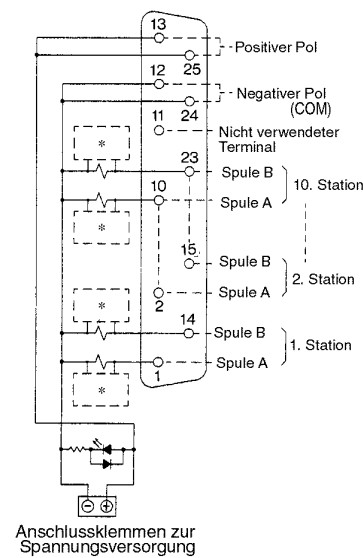 13
Positiver Pol
25
12
Negativer Pol
(COM)
24
11
Nicht verwendeter
Terminal
*
23
Spule B
10. Station
10
Spule A
*
15
Spule B
2. Station
Spule A
2
*
14
Spule B
1. Station
Spule A
1
*
⊖ ⊕
Anschlussklemmen zur
Spannungsversorgung